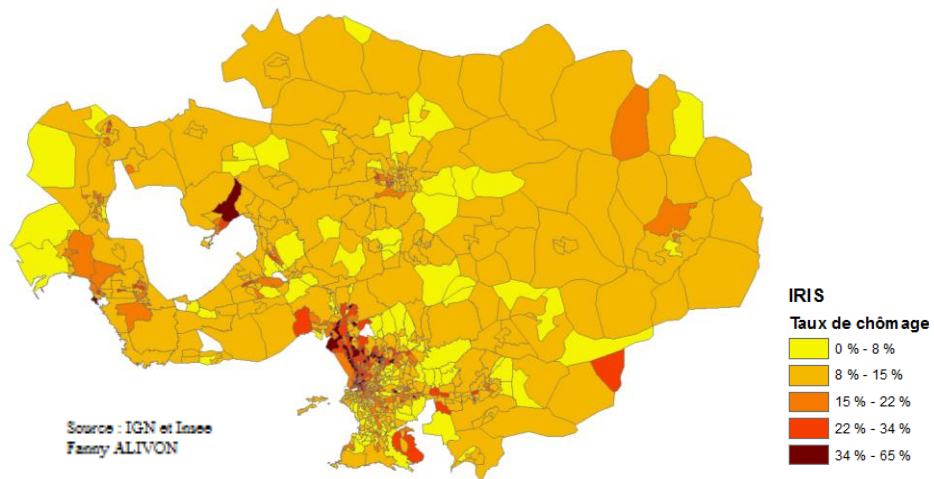 IRIS
Taux de chômage
0 % - 8 %
8 % - 15 %
15 % - 22 %
22 % - 34 %
34 % - 65 %
Source : IGN et Insee
Fanny ALIVON